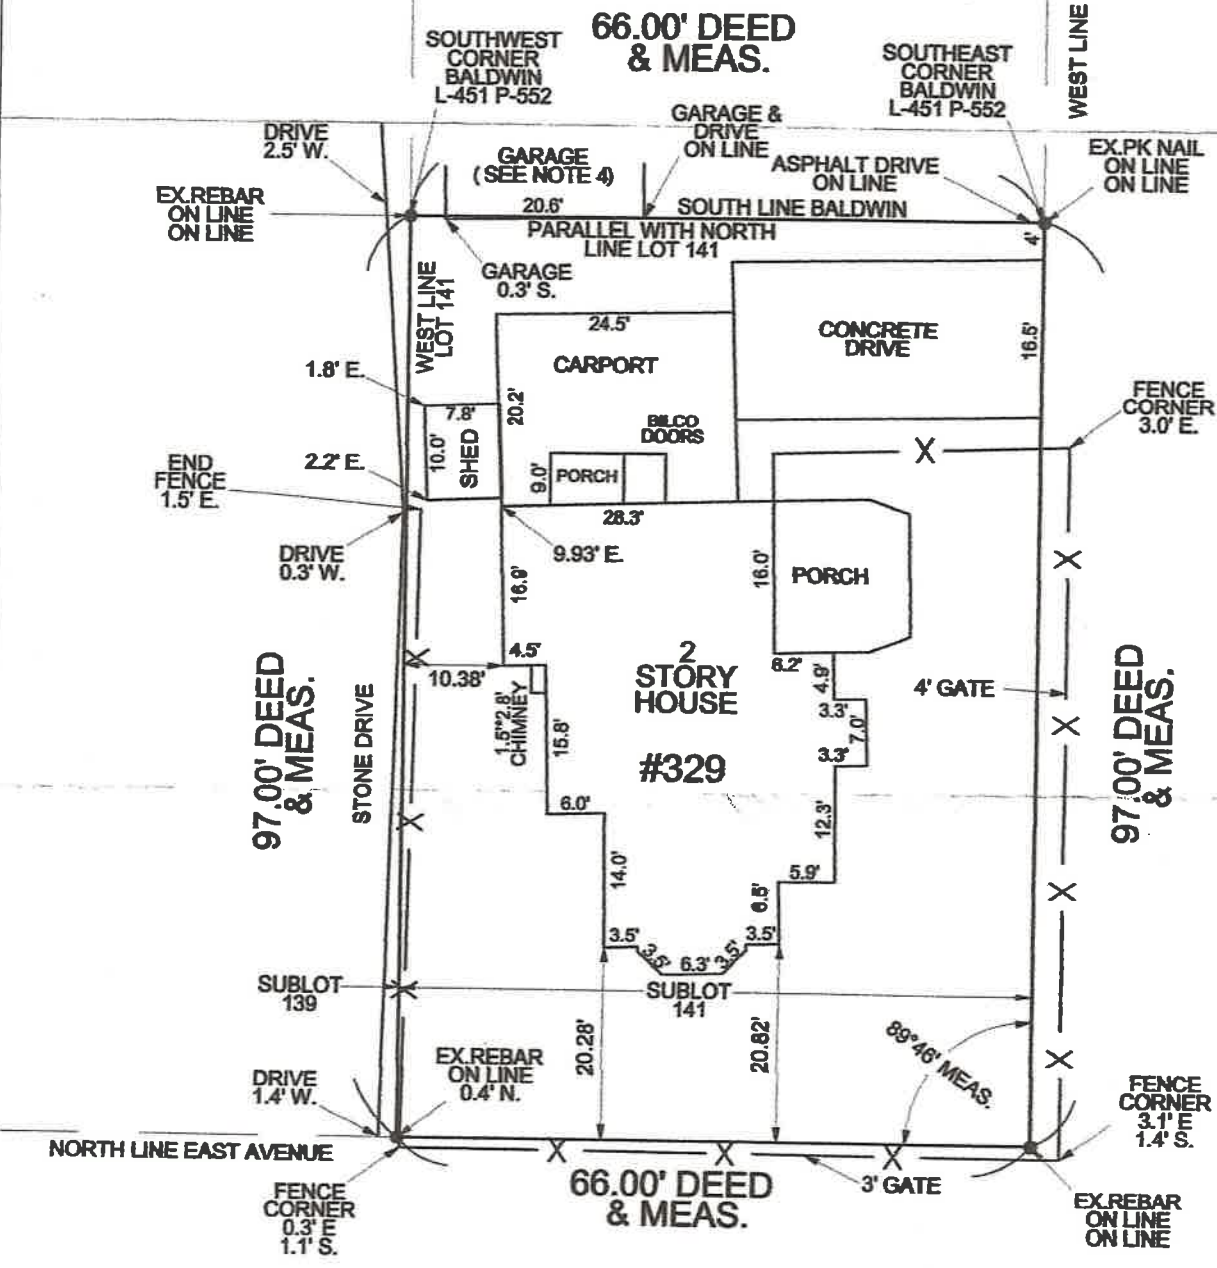 66.00' DEED
& MEAS.
WEST LINE
SOUTHWEST
CORNER
BALDWIN
L-451 P-552
SOUTHEAST
CORNER
BALDWIN
L-451 P-552
DRIVE
2.5' W.
GARAGE
(SEE NOTE 4)
GARAGE &
DRIVE
ON LINE
ASPHALT DRIVE
ON LINE
EX.PK NAIL
ON LINE
ON LINE
EX.REBAR
ON LINE
ON LINE
20.6'
SOUTH LINE BALDWIN
PARALLEL WITH NORTH
LINE LOT 141
4'
GARAGE
0.3' S.
WEST LINE
LOT 141
24.5'
CARPORT
CONCRETE
DRIVE
16.5'
1.8' E.
7.8'
20.2'
BILCO
DOORS
FENCE
CORNER
3.0' E.
10.0'
SHED
2.2' E.
9.0'
PORCH
X
END
FENCE
1.5' E.
28.3'
DRIVE
0.3' W.
9.93' E.
16.9'
16.0'
PORCH
X
4.5'
X
10.38'
2
STORY
HOUSE
#329
8.2'
4.9'
3.3'
7.0'
3.3'
4' GATE
X
1.5'*2.8'
CHIMNEY
15.8'
97.00' DEED
& MEAS.
STONE DRIVE
97.00' DEED
& MEAS.
X
6.0'
12.3'
14.0'
5.9'
6.5'
X
3.5'
3.5'
6.3'
3.5'
3.5'
SUBLOT
139
X
SUBLOT
141
20.28'
20.82'
89°46' MEAS.
X
EX.REBAR
ON LINE
0.4' N.
DRIVE
1.4' W.
FENCE
CORNER
3.1' E
1.4' S.
NORTH LINE EAST AVENUE
X
X
X
3' GATE
66.00' DEED
& MEAS.
FENCE
CORNER
0.3' E
1.1' S.
EX.REBAR
ON LINE
ON LINE